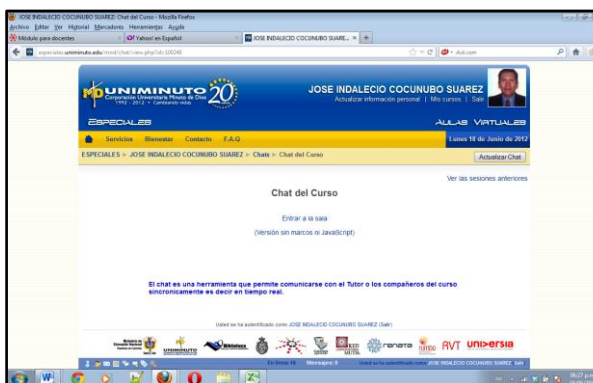 JOSE INDALECIO COCUNUBO SUAREZ: Chat del Curso - Mozilla Firefox
Archivo Editar Ver Historial Marcadores Herramientas Ayuda
Módulo para docentes
Yahoo! en Español
JOSE INDALECIO COCUNUBO SUARE...
Ask.com
UNIMINUTO
Corporación Universitaria Minuto de Dios
1992 - 2012 • Cambiando vidas
20
JOSE INDALECIO COCUNUBO SUAREZ
Actualizar información personal | Mis cursos | Salir
ESPECIALES
AULAS VIRTUALES
Servicios Bienestar Contacto F.A.Q
Lunes 18 de Junio de 2012
ESPECIALES ► JOSE INDALECIO COCUNUBO SUAREZ ► Chats ► Chat del Curso
Actualizar Chat
Ver las sesiones anteriores
Chat del Curso
Entrar a la sala
(Versión sin marcos ni JavaScript)
El chat es una herramienta que permite comunicarse con el Tutor o los compañeros del curso
sincronicamente es decir en tiempo real.
Usted se ha autentificado como JOSE INDALECIO COCUNUBO SUAREZ (Salir)
UNIMINUTO
Biblioteca
renata
AVT
universia